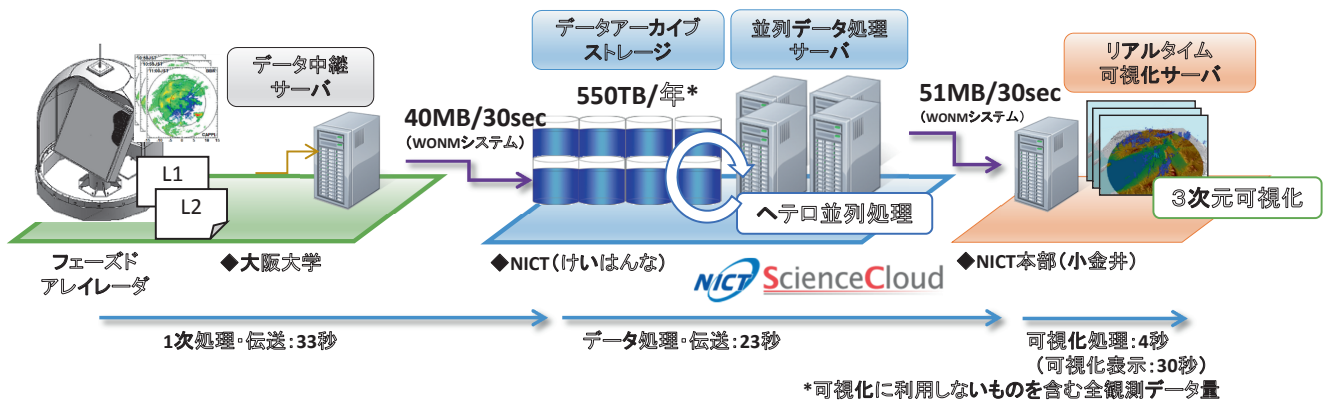 データアーカイブ
ストレージ
並列データ処理
サーバ
リアルタイム
可視化サーバ
データ中継
サーバ
550TB/年*
51MB/30sec
(WONMシステム)
40MB/30sec
(WONMシステム)
L1
L2
ヘテロ並列処理
3次元可視化
フェーズド
アレイレーダ
◆大阪大学
◆NICT(けいはんな)
◆NICT本部(小金井)
NICT ScienceCloud
1次処理・伝送:33秒
データ処理・伝送:23秒
可視化処理:4秒
(可視化表示:30秒)
*可視化に利用しないものを含む全観測データ量